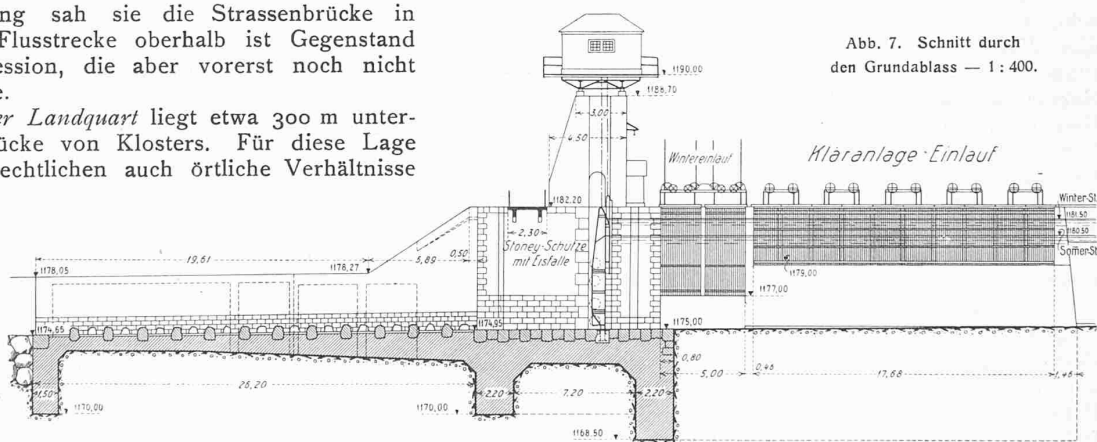 ng sah sie die Strassenbrücke in
Flusstrecke oberhalb ist Gegenstand
ession, die aber vorerst noch nicht
e.
er Landquart liegt etwa 300 m unter-
ücke von Klosters. Für diese Lage
echtlichen auch örtliche Verhältnisse
Abb. 7. Schnitt durch
den Grundablass — 1 : 400.
1190,00
1188,70
3,00
4,50
Wintereinlauf
Kläranlage-Einlauf
1182,20
Winter-St
1181,50
1180,50
Somer-St
2,30
Stoney-Schütze
mit Eisfalle
19,61
5,89
0,50
1178,05
1178,27
1179,00
1177,00
1174,65
1174,95
1175,00
0,80
5,00
0,48
17,68
1,48
26,20
1,50
2,20
7,20
2,20
1170,00
1170,00
1168,50